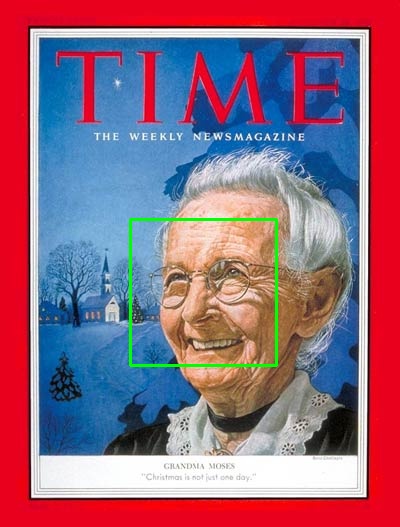 TIME
THE WEEKLY NEWSMAGAZINE
GRANDMA MOSES
"Christmas is not just one day."